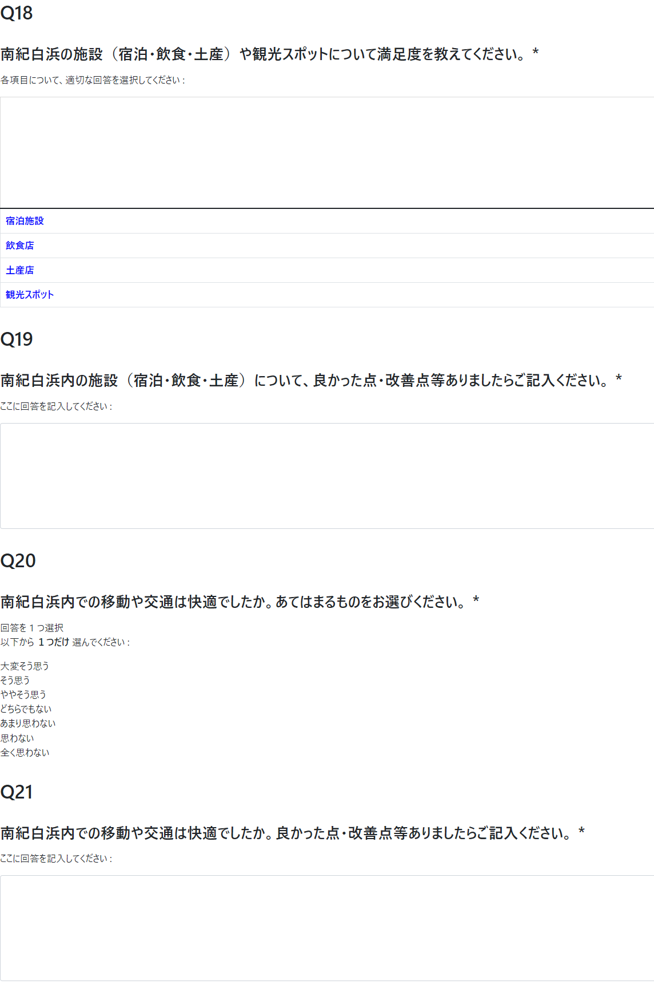 Q18
南紀白浜の施設（宿泊・飲食・土産）や観光スポットについて満足度を教えてください。 *
各項目について、適切な回答を選択してください :
宿泊施設
飲食店
土産店
観光スポット
Q19
南紀白浜内の施設（宿泊・飲食・土産）について、良かった点・改善点等ありましたらご記入ください。 *
ここに回答を記入してください :
Q20
南紀白浜内での移動や交通は快適でしたか。あてはまるものをお選びください。 *
回答を１つ選択
以下から １つだけ 選んでください :
大変そう思う
そう思う
ややそう思う
どちらでもない
あまり思わない
思わない
全く思わない
Q21
南紀白浜内での移動や交通は快適でしたか。良かった点・改善点等ありましたらご記入ください。 *
ここに回答を記入してください :